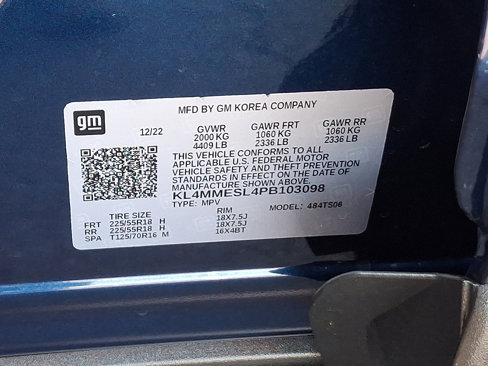 gm
MFD BY GM KOREA COMPANY
12/22 GVWR GAWR FRT GAWR RR
2000 KG 1060 KG 1060 KG
4409 LB 2336 LB 2336 LB
THIS VEHICLE CONFORMS TO ALL
APPLICABLE U.S. FEDERAL MOTOR
VEHICLE SAFETY AND THEFT PREVENTION
STANDARDS IN EFFECT ON THE DATE OF
MANUFACTURE SHOWN ABOVE
KL4MMESL4PB103098
TYPE: MPV MODEL: 484TS06
TIRE SIZE RIM
FRT 225/55R18 H 18X7.5J
RR 225/55R18 H 18X7.5J
SPA T125/70R16 M 16X4BT